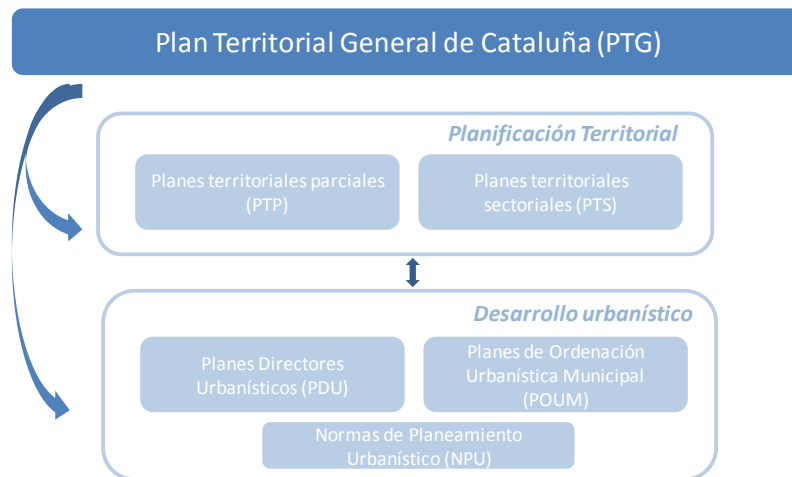 Plan Territorial General de Cataluña (PTG)
Planificación Territorial
Planes territoriales parciales
(PTP)
Planes territoriales
sectoriales (PTS)
Desarrollo urbanístico
Planes Directores
Urbanísticos (PDU)
Planes de Ordenación
Urbanística Municipal
(POUM)
Normas de Planeamiento
Urbanístico (NPU)